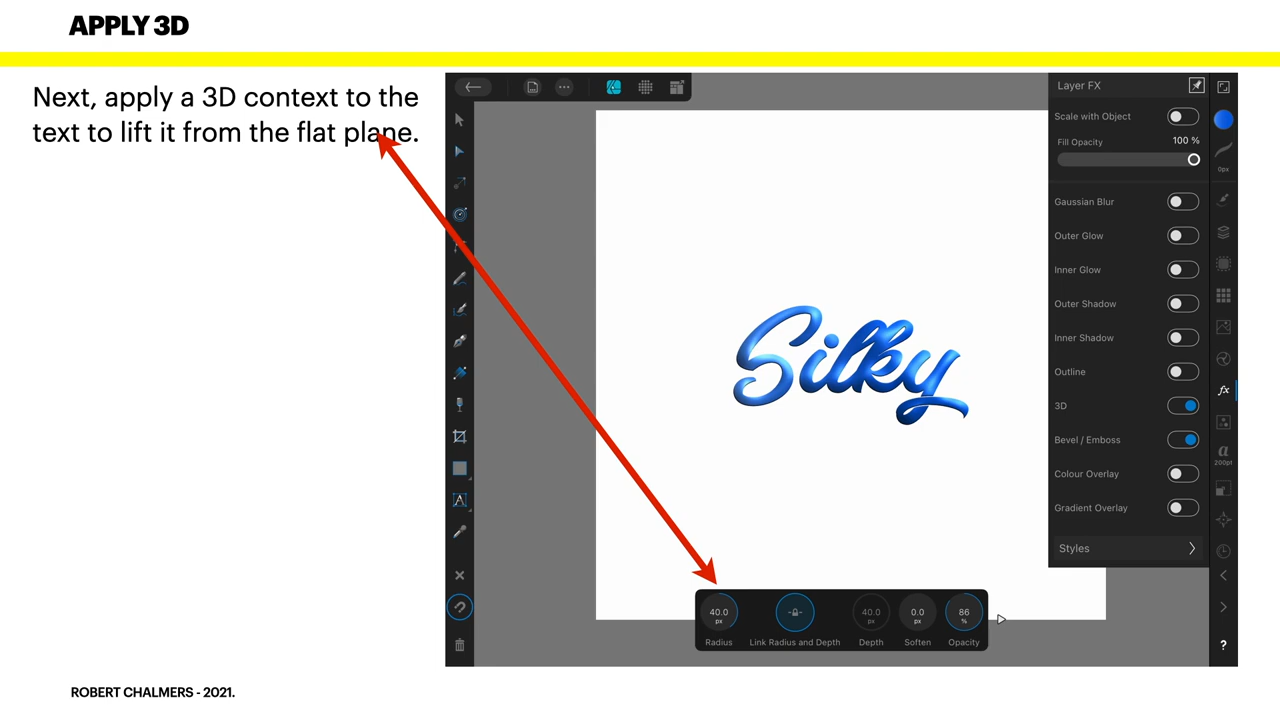 APPLY 3D
Next, apply a 3D context to the
text to lift it from the flat plane.
Layer FX
Scale with Object
Fill Opacity 100 %
0px
Gaussian Blur
Outer Glow
Inner Glow
Outer Shadow
Inner Shadow
Outline
fx
3D
Bevel / Emboss
a
200pt
Colour Overlay
Gradient Overlay
Styles
Silky
A
40.0 px
Radius
Link Radius and Depth
40.0 px
Depth
0.0 px
Soften
86 %
Opacity
?
ROBERT CHALMERS - 2021.